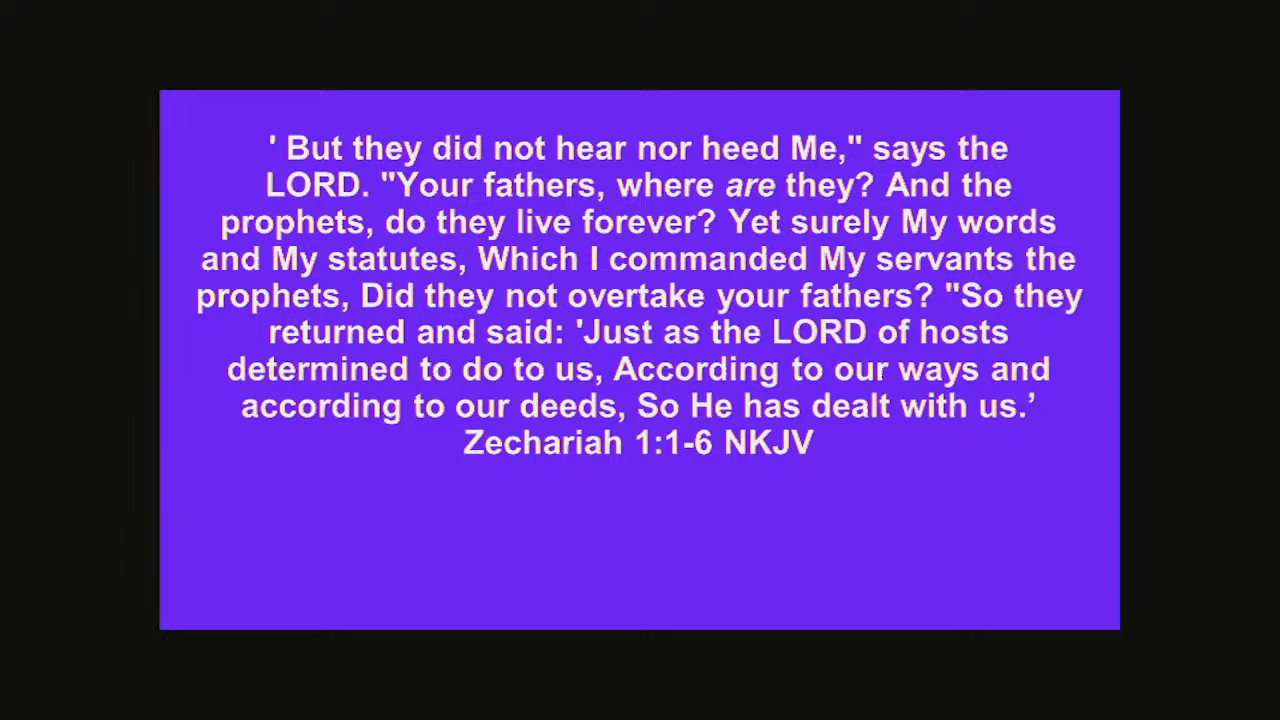 ' But they did not hear nor heed Me," says the
LORD. "Your fathers, where are they? And the
prophets, do they live forever? Yet surely My words
and My statutes, Which I commanded My servants the
prophets, Did they not overtake your fathers? "So they
returned and said: 'Just as the LORD of hosts
determined to do to us, According to our ways and
according to our deeds, So He has dealt with us.’
Zechariah 1:1-6 NKJV